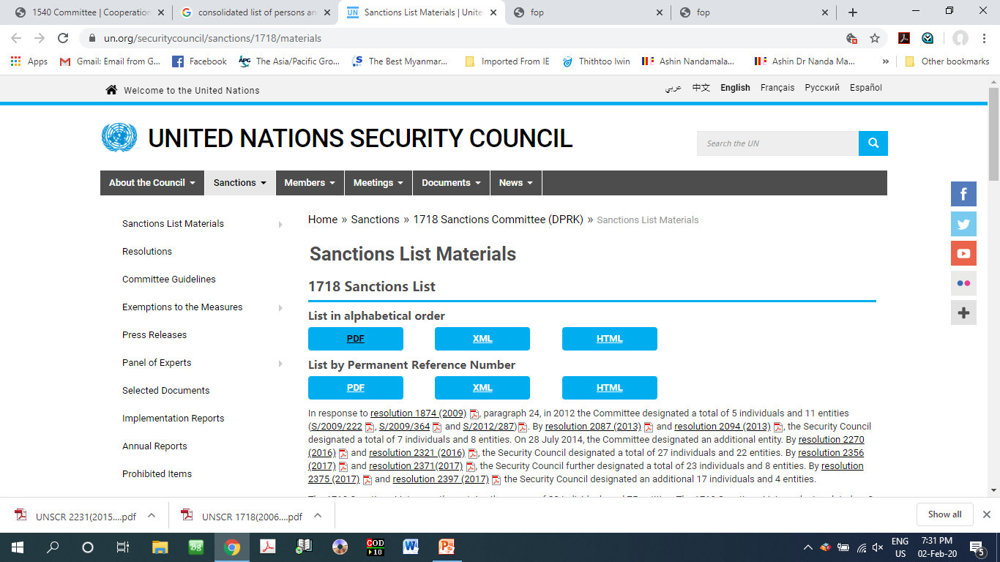 1540 Committee | Cooperation
consolidated list of persons an
Sanctions List Materials | Unite
fop
fop
un.org/securitycouncil/sanctions/1718/materials
Apps
Gmail: Email from G...
Facebook
The Asia/Pacific Gro...
The Best Myanmar...
Imported From IE
Thithtoo lwin
Ashin Nandamala...
Ashin Dr Nanda Ma...
»
Other bookmarks
Welcome to the United Nations
عربي
中文
English
Français
Русский
Español
UNITED NATIONS SECURITY COUNCIL
Search the UN
About the Council
Sanctions
Members
Meetings
Documents
News
Sanctions List Materials
Resolutions
Committee Guidelines
Exemptions to the Measures
Press Releases
Panel of Experts
Selected Documents
Implementation Reports
Annual Reports
Prohibited Items
Home » Sanctions » 1718 Sanctions Committee (DPRK) » Sanctions List Materials
Sanctions List Materials
1718 Sanctions List
List in alphabetical order
PDF
XML
HTML
List by Permanent Reference Number
PDF
XML
HTML
In response to resolution 1874 (2009) , paragraph 24, in 2012 the Committee designated a total of 5 individuals and 11 entities
(S/2009/222 , S/2009/364 and S/2012/287) . By resolution 2087 (2013) and resolution 2094 (2013) , the Security Council
designated a total of 7 individuals and 8 entities. On 28 July 2014, the Committee designated an additional entity. By resolution 2270
(2016) and resolution 2321 (2016) , the Security Council designated a total of 27 individuals and 22 entities. By resolution 2356
(2017) and resolution 2371(2017) , the Security Council further designated a total of 23 individuals and 8 entities. By resolution
2375 (2017) and resolution 2397 (2017) the Security Council designated an additional 17 individuals and 4 entities.
UNSCR 2231(2015....pdf
UNSCR 1718(2006....pdf
Show all
COD
10
ENG
US
7:31 PM
02-Feb-20
5